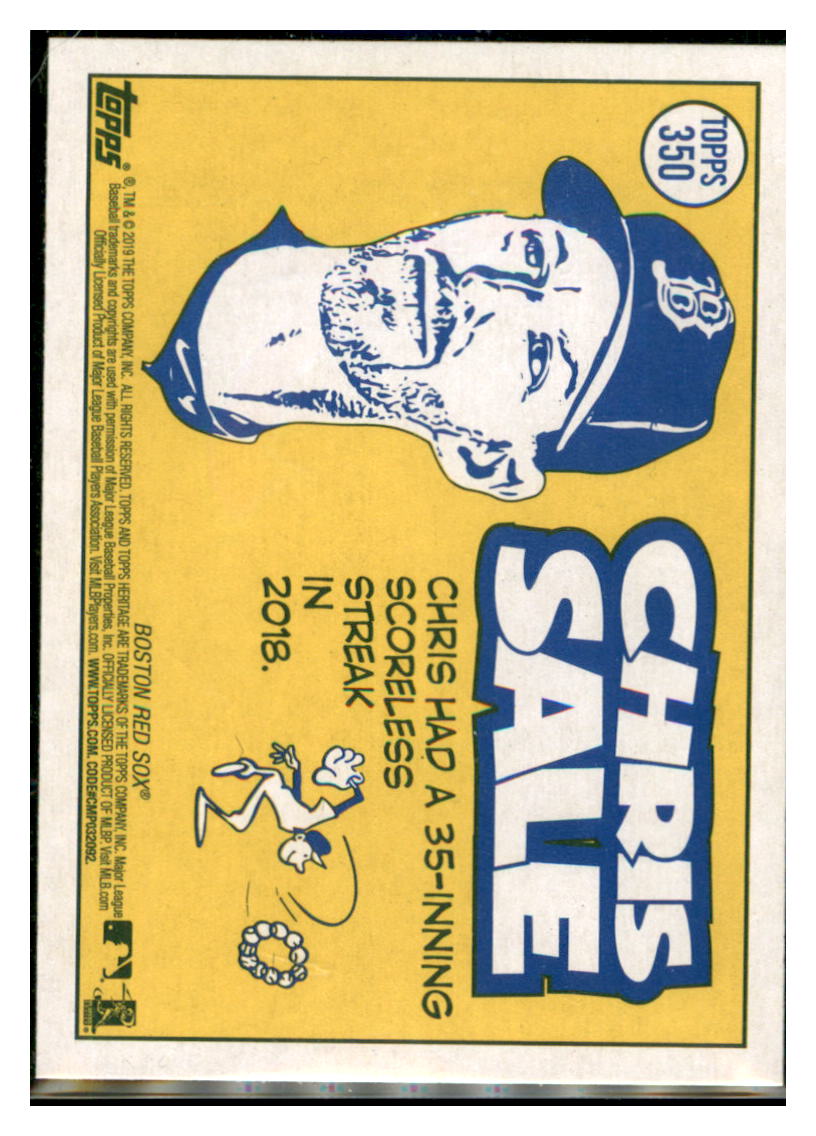 TOPPS
350
CHRIS
SALE
CHRIS HAD A 35-INNING
SCORELESS
STREAK
IN
2018.
B
BOSTON RED SOX®
topps®
®, TM & © 2019 THE TOPPS COMPANY, INC. ALL RIGHTS RESERVED. TOPPS AND TOPPS HERITAGE ARE TRADEMARKS OF THE TOPPS COMPANY, INC. Major League
Baseball trademarks and copyrights are used with permission of Major League Baseball Properties, Inc. OFFICIALLY LICENSED PRODUCT OF MLBP. Visit MLB.com
Officially Licensed Product of Major League Baseball Players Association. Visit MLBPlayers.com. WWW.TOPPS.COM. CODE#CMP032092.